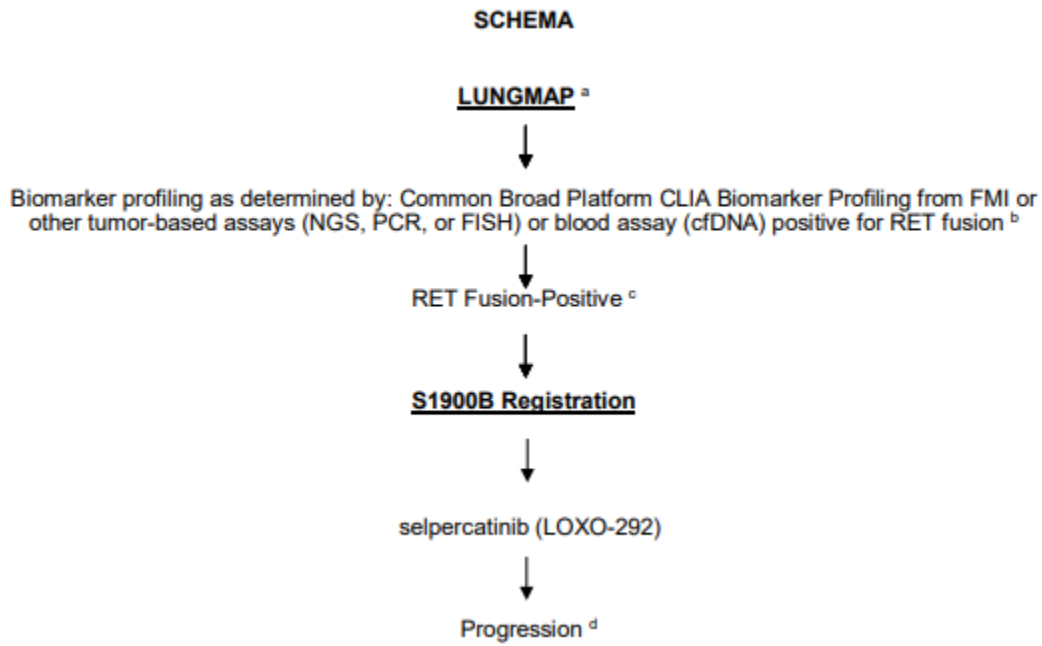 SCHEMA
LUNGMAP a
Biomarker profiling as determined by: Common Broad Platform CLIA Biomarker Profiling from FMI or
other tumor-based assays (NGS, PCR, or FISH) or blood assay (cfDNA) positive for RET fusion b
RET Fusion-Positive c
S1900B Registration
selpercatinib (LOXO-292)
Progression d